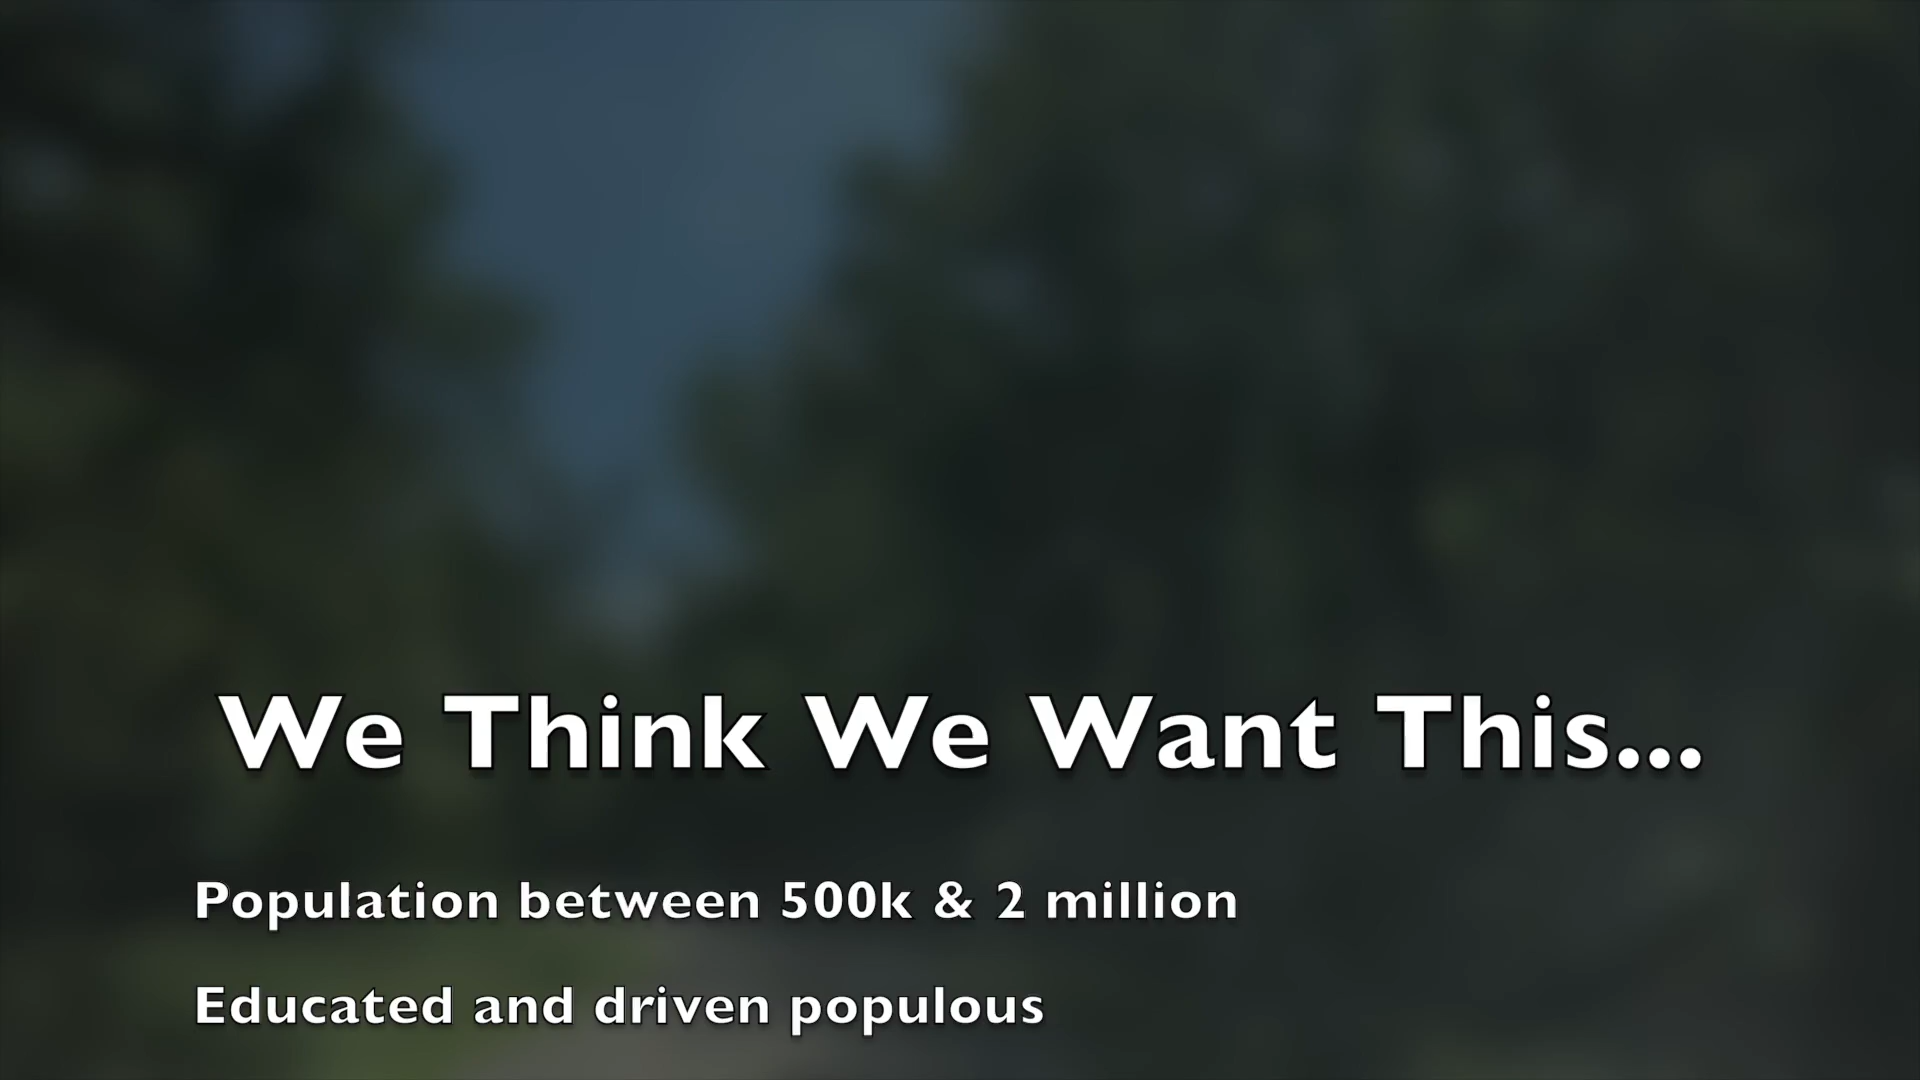 We Think We Want This...
Population between 500k & 2 million
Educated and driven populous